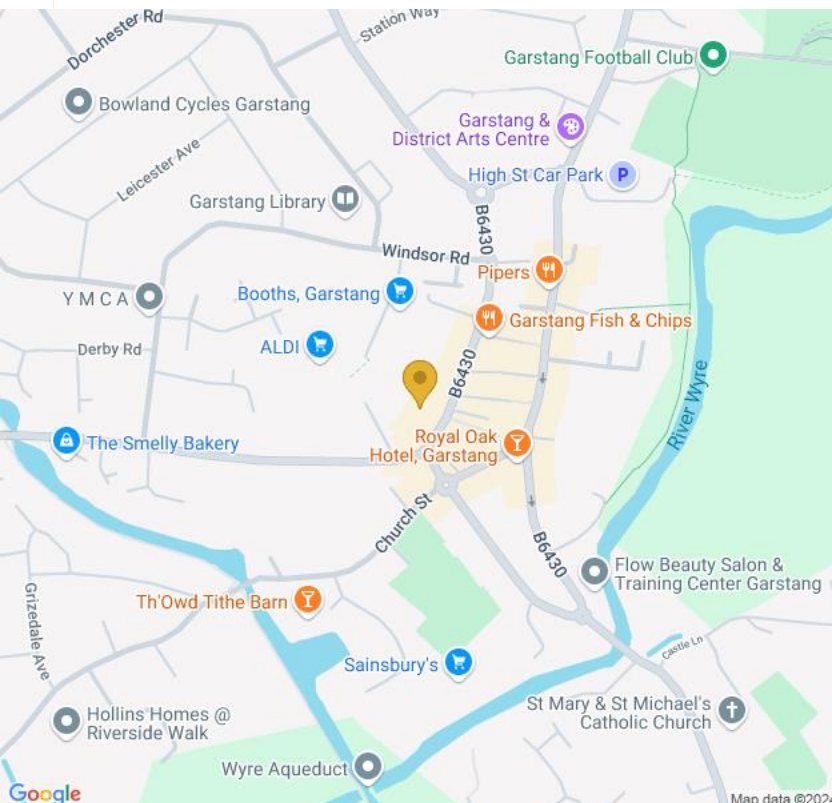 Dorchester Rd
Station Way
Garstang Football Club
Bowland Cycles Garstang
Garstang &
District Arts Centre
Leicester Ave
High St Car Park
P
Garstang Library
B6430
Windsor Rd
Pipers
Booths, Garstang
Y M C A
Garstang Fish & Chips
ALDI
Derby Rd
B6430
River Wyre
The Smelly Bakery
Royal Oak
Hotel, Garstang
Church St
B6430
Flow Beauty Salon &
Training Center Garstang
Grizedale Ave
Th'Owd Tithe Barn
Castle Ln
Sainsbury's
St Mary & St Michael's
Catholic Church
Hollins Homes @
Riverside Walk
Wyre Aqueduct
Google
Map data ©2024